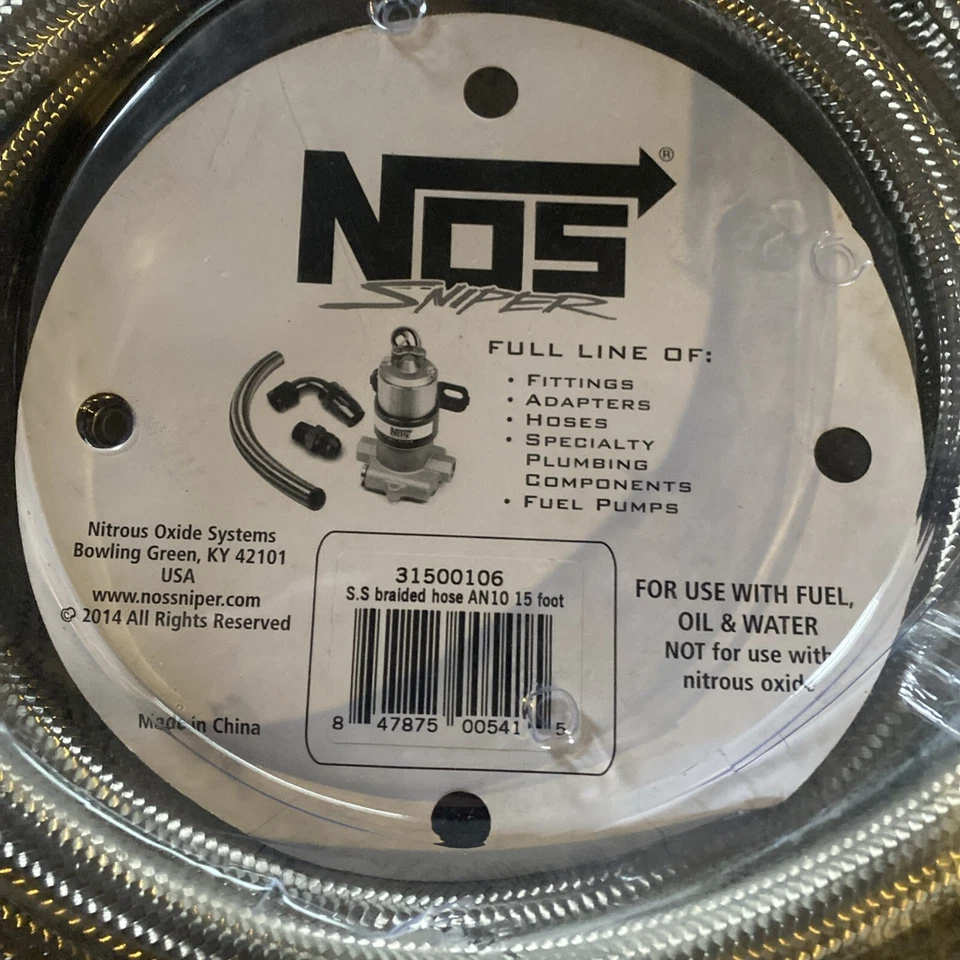 NOS®
SNIPER
FULL LINE OF:
• FITTINGS
• ADAPTERS
• HOSES
• SPECIALTY
PLUMBING
COMPONENTS
• FUEL PUMPS
NOS
Nitrous Oxide Systems
Bowling Green, KY 42101
USA
www.nossniper.com
© 2014 All Rights Reserved
Made in China
31500106
S.S braided hose AN10 15 foot
8 47875 00541 5
FOR USE WITH FUEL,
OIL & WATER
NOT for use with
nitrous oxide